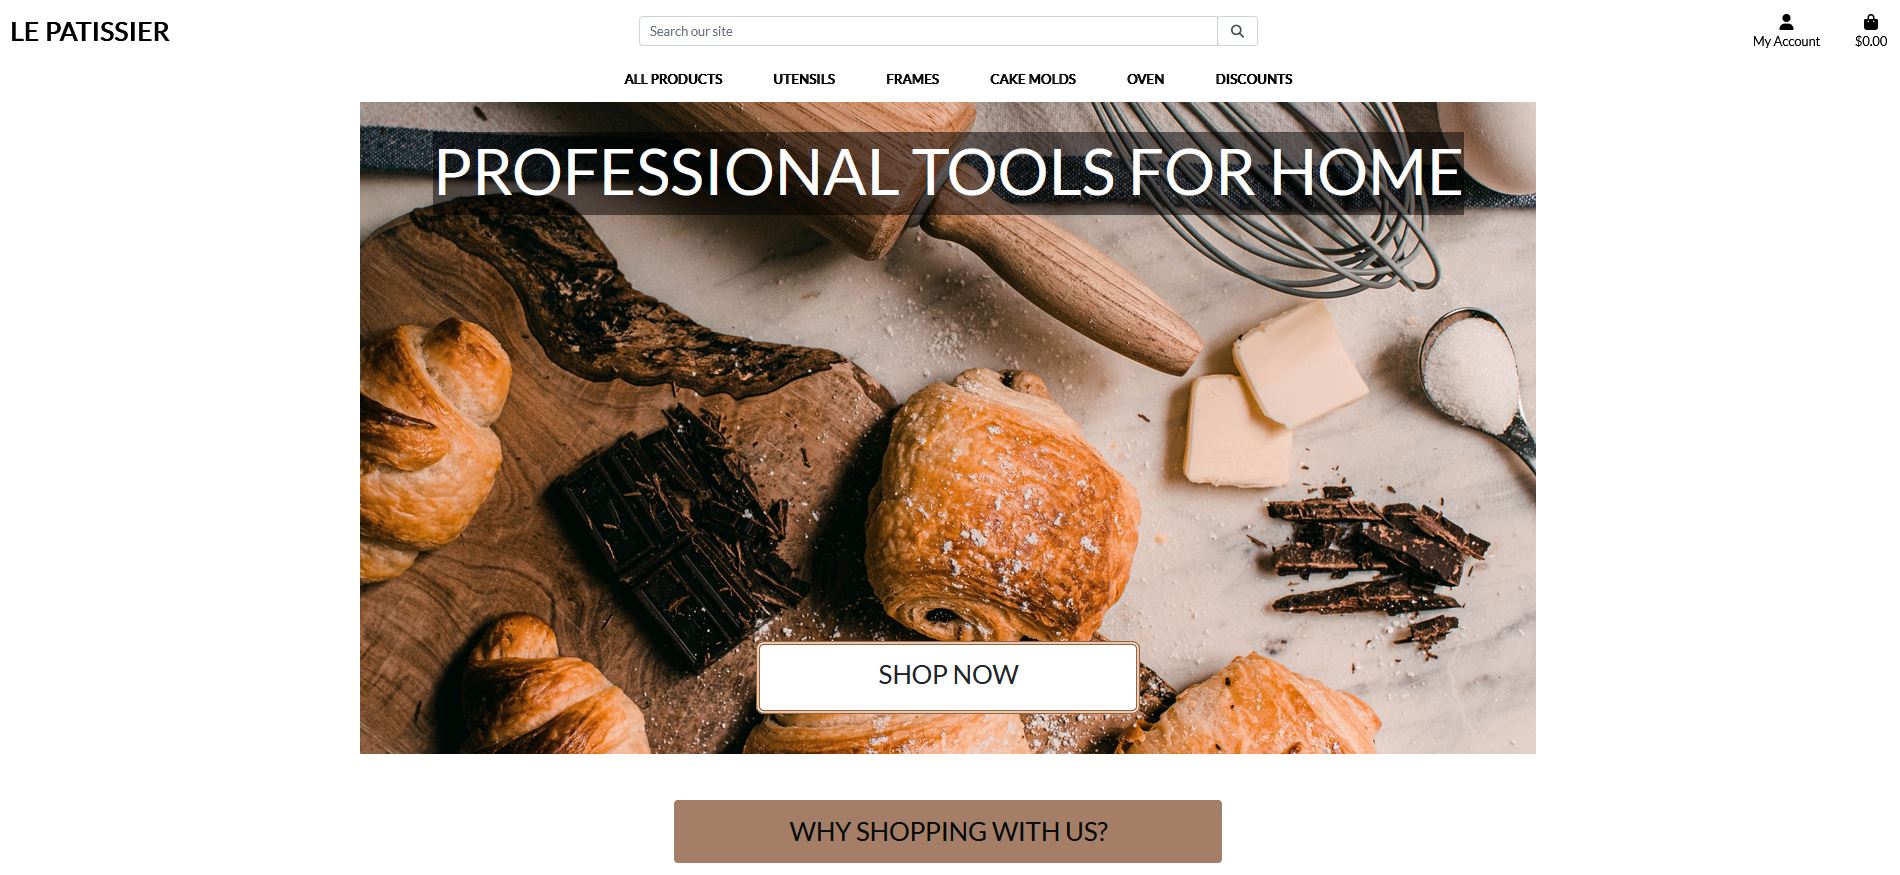 LE PATISSIER
Search our site
My Account
$0.00
ALL PRODUCTS UTENSILS FRAMES CAKE MOLDS OVEN DISCOUNTS
PROFESSIONAL TOOLS FOR HOME
SHOP NOW
WHY SHOPPING WITH US?